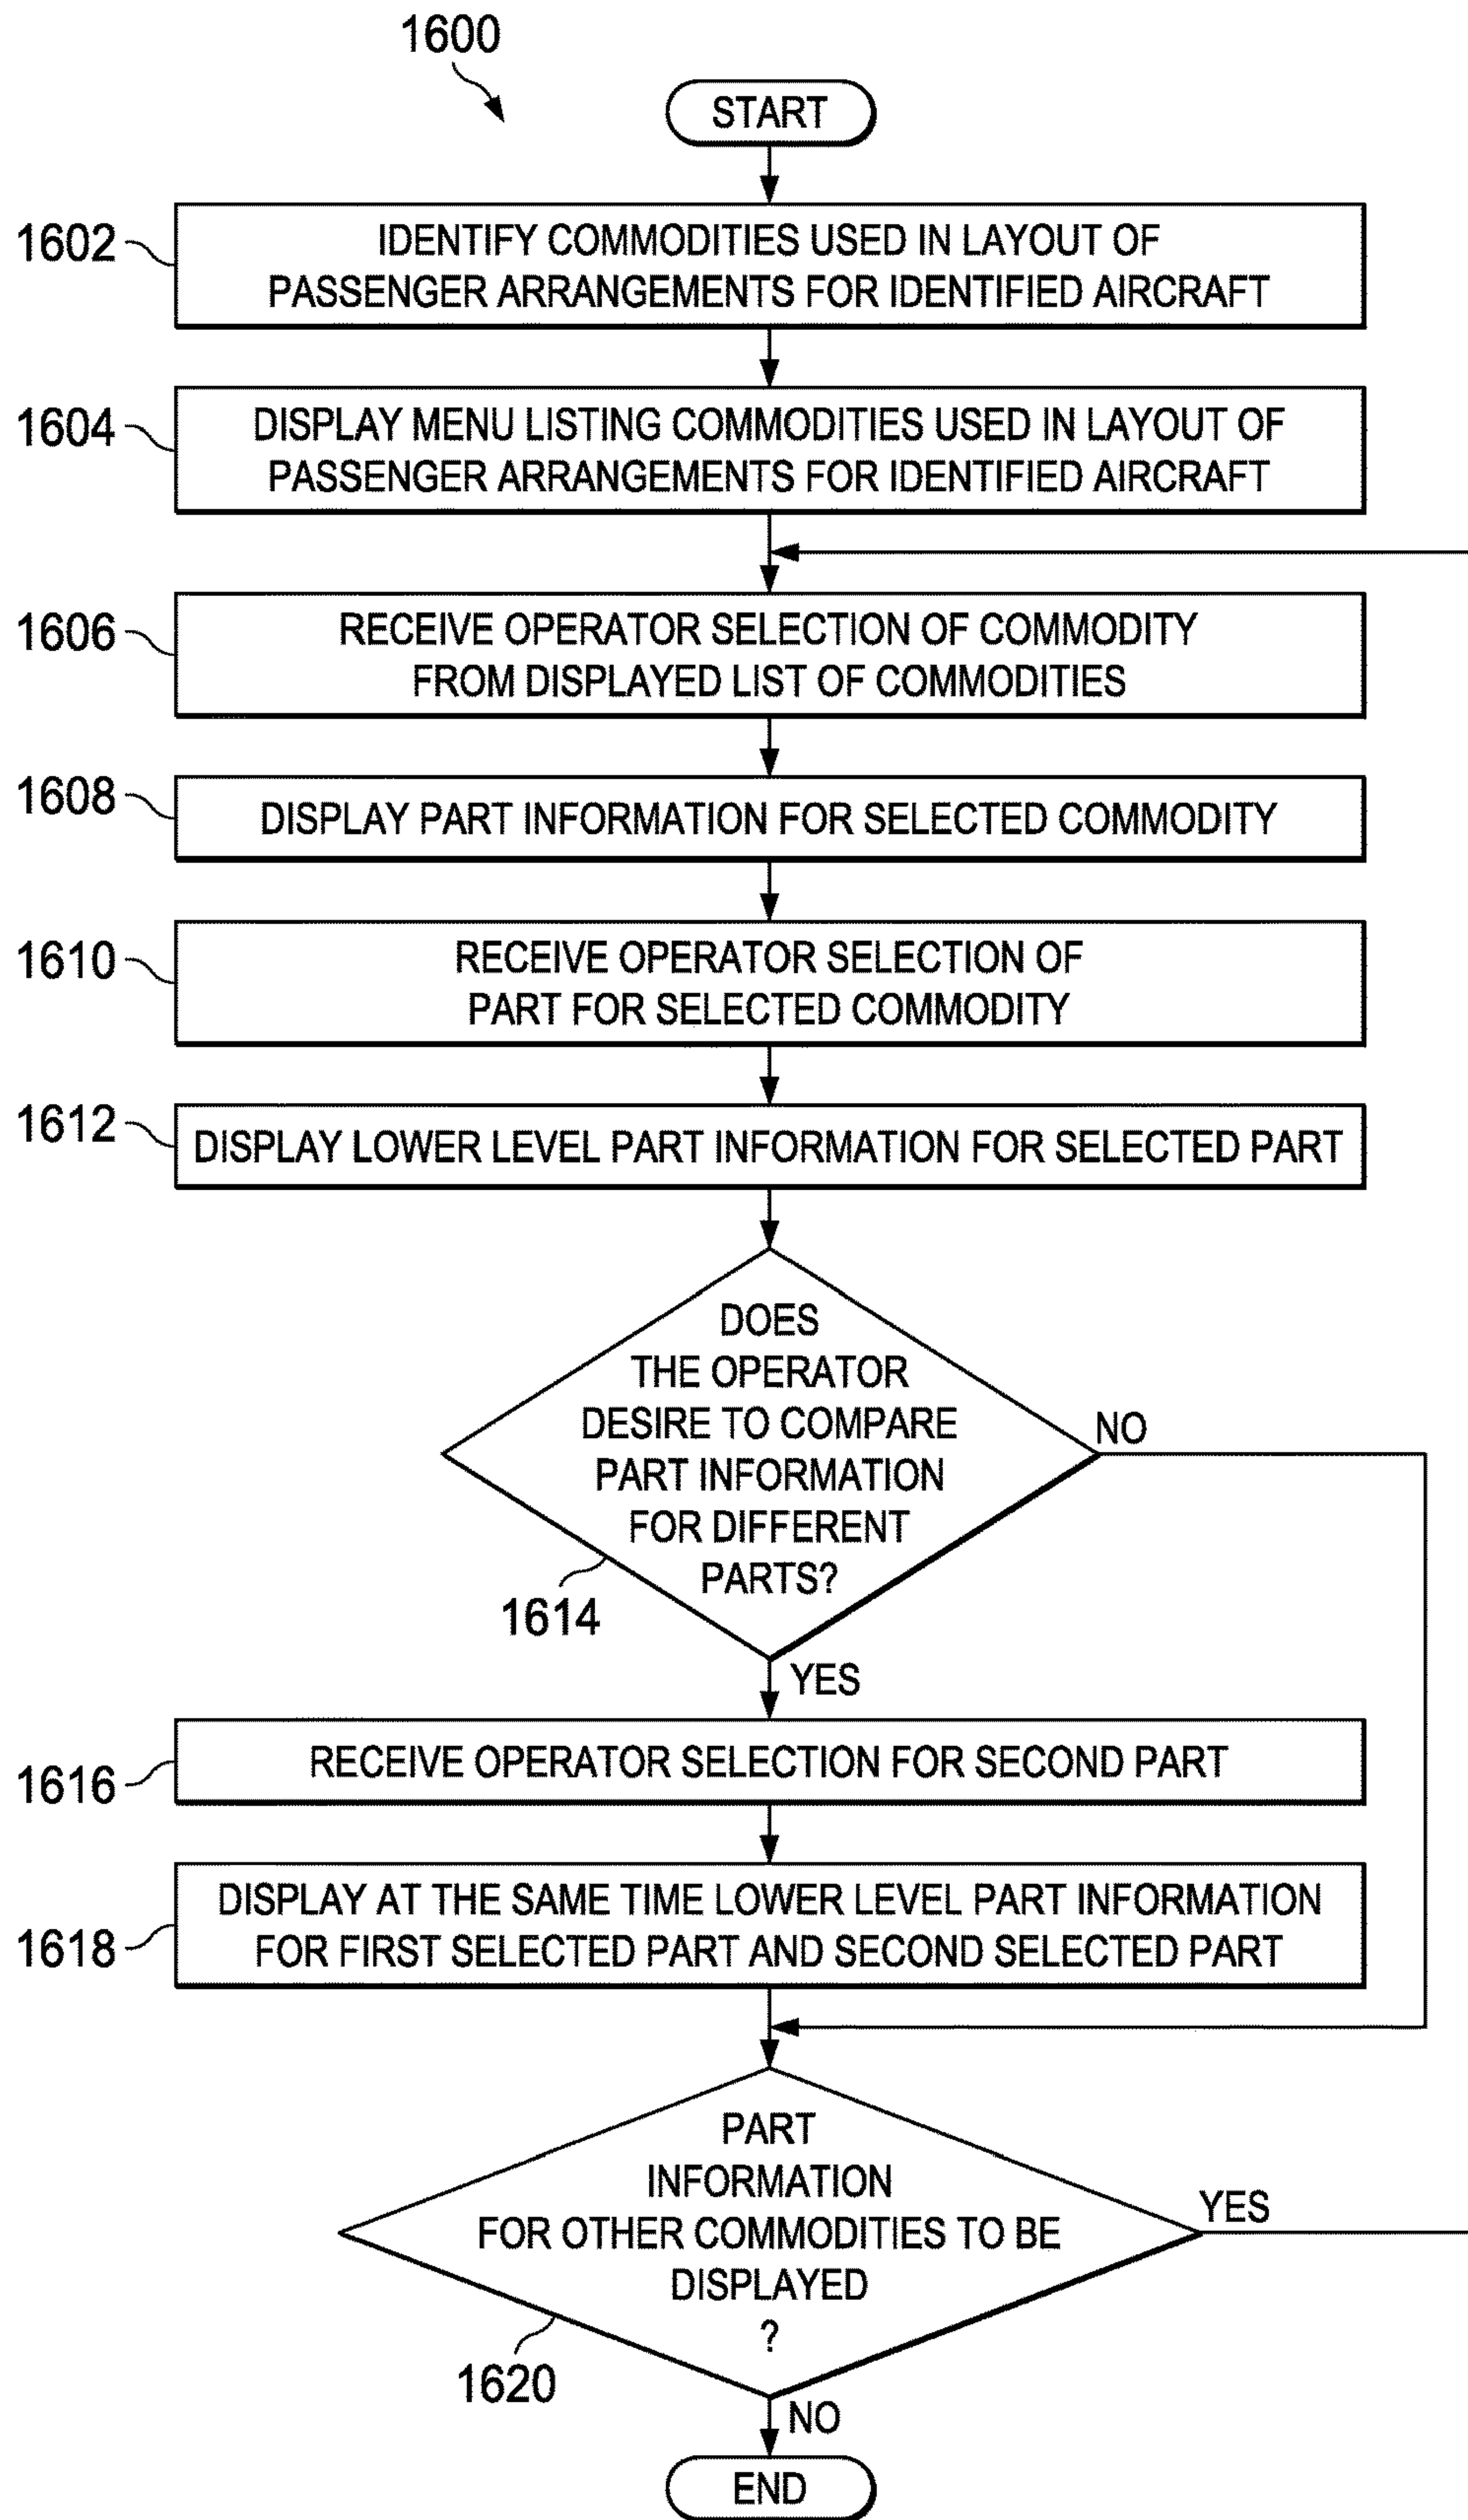 1600
START
1602
IDENTIFY COMMODITIES USED IN LAYOUT OF
PASSENGER ARRANGEMENTS FOR IDENTIFIED AIRCRAFT
1604
DISPLAY MENU LISTING COMMODITIES USED IN LAYOUT OF
PASSENGER ARRANGEMENTS FOR IDENTIFIED AIRCRAFT
1606
RECEIVE OPERATOR SELECTION OF COMMODITY
FROM DISPLAYED LIST OF COMMODITIES
1608
DISPLAY PART INFORMATION FOR SELECTED COMMODITY
1610
RECEIVE OPERATOR SELECTION OF
PART FOR SELECTED COMMODITY
1612
DISPLAY LOWER LEVEL PART INFORMATION FOR SELECTED PART
DOES
THE OPERATOR
DESIRE TO COMPARE
PART INFORMATION
FOR DIFFERENT
PARTS?
NO
1614
YES
1616
RECEIVE OPERATOR SELECTION FOR SECOND PART
1618
DISPLAY AT THE SAME TIME LOWER LEVEL PART INFORMATION
FOR FIRST SELECTED PART AND SECOND SELECTED PART
PART
INFORMATION
FOR OTHER COMMODITIES TO BE
DISPLAYED
?
YES
1620
NO
END